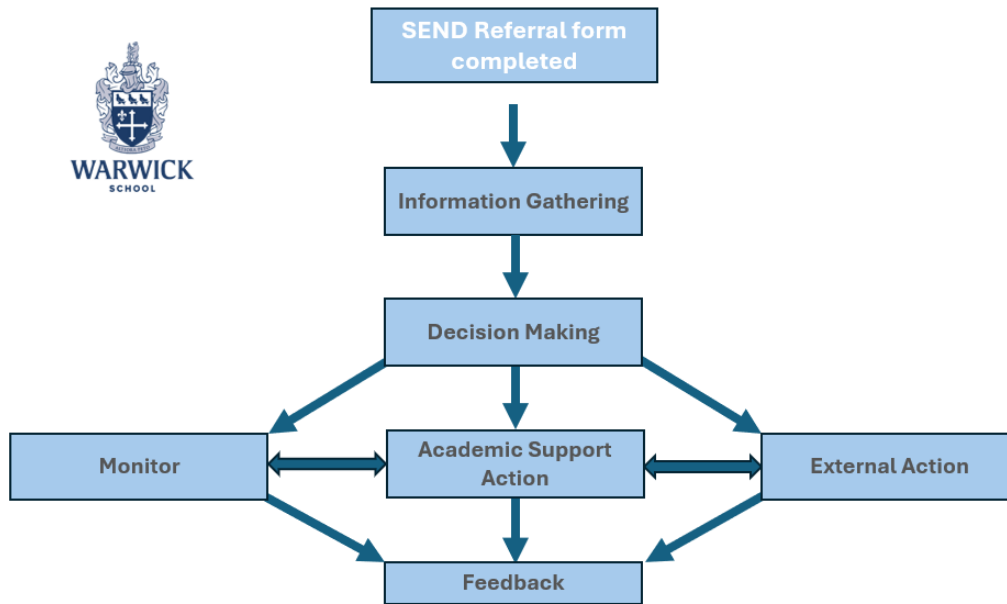 SEND Referral form
completed
WARWICK
SCHOOL
Information Gathering
Decision Making
Monitor
Academic Support
Action
External Action
Feedback